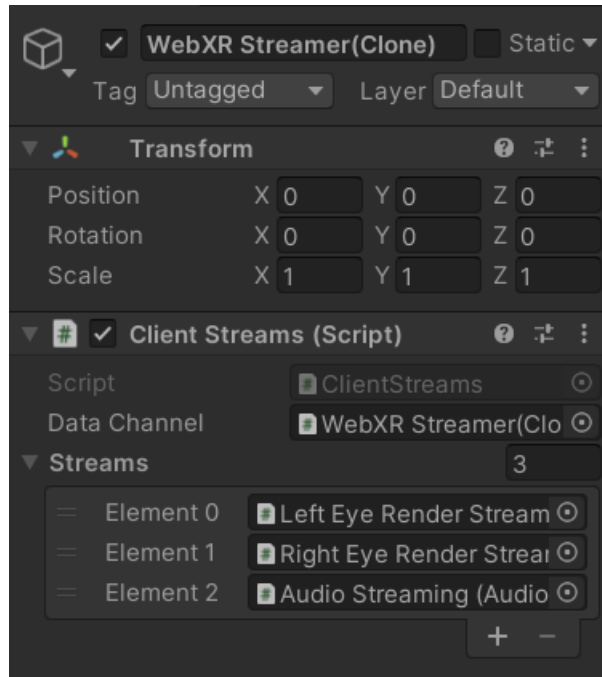 WebXR Streamer(Clone) Static
Tag Untagged Layer Default
Transform
Position X 0 Y 0 Z 0
Rotation X 0 Y 0 Z 0
Scale X 1 Y 1 Z 1
# Client Streams (Script)
Script # ClientStreams
Data Channel # WebXR Streamer(Clo
Streams 3
Element 0 # Left Eye Render Stream
Element 1 # Right Eye Render Strear
Element 2 # Audio Streaming (Audio
+ −